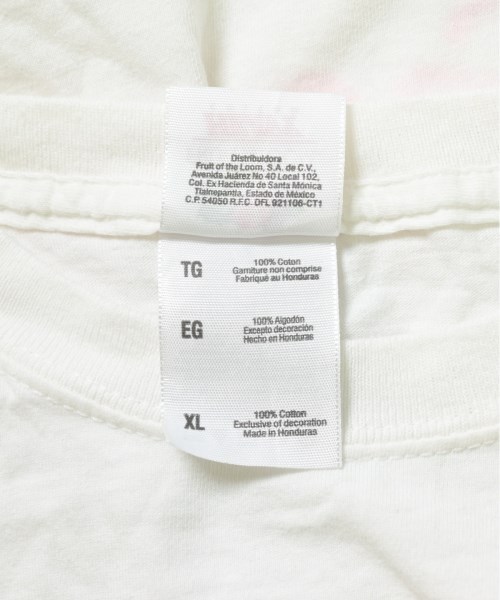 Distribuidora
Fruit of the Loom, S.A. de C.V.,
Avenida Juárez No 40 Local 102,
Col. Ex Hacienda de Santa Mónica
Tlalnepantla, Estado de México
C.P. 54050 R.F.C. DFL 921106-CT1
TG
100% Coton
Garniture non comprise
Fabriqué au Honduras
EG
100% Algodón
Excepto decoración
Hecho en Honduras
XL
100% Cotton
Exclusive of decoration
Made in Honduras